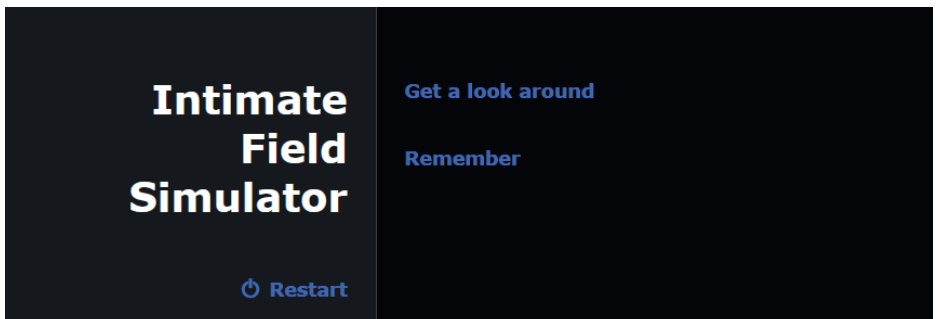 Intimate
Field
Simulator
Restart
Get a look around
Remember